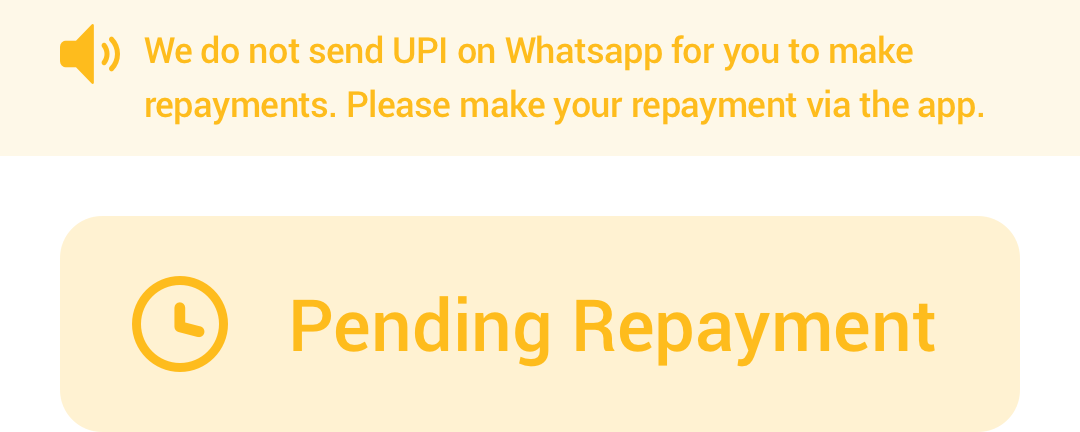 We do not send UPI on Whatsapp for you to make
repayments. Please make your repayment via the app.
Pending Repayment